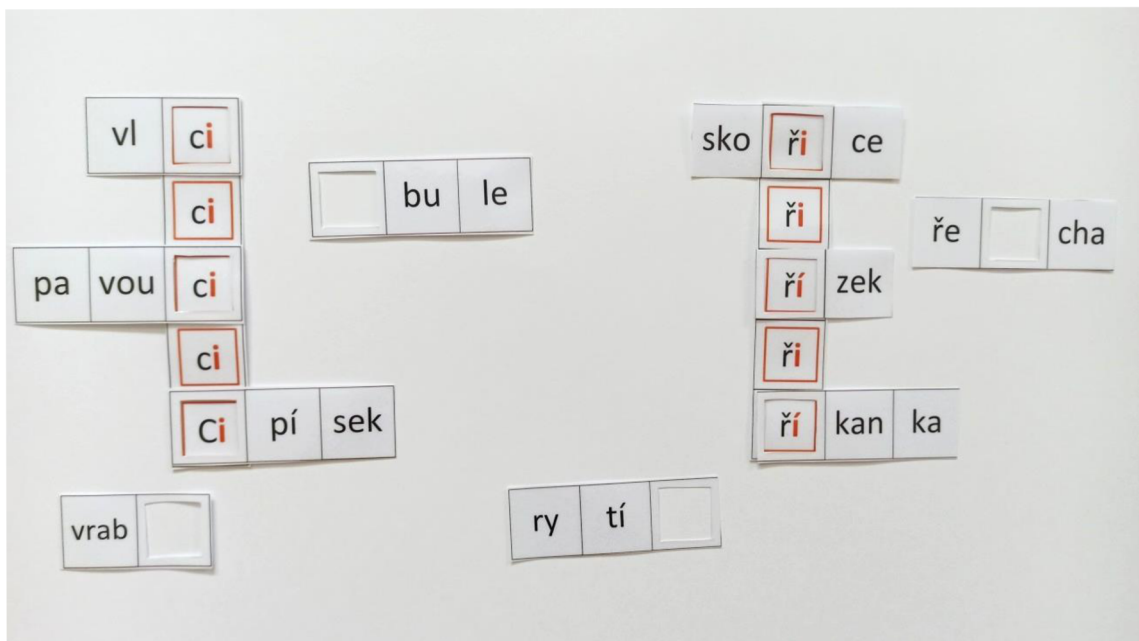 vl ci
ci
pa vou ci
ci
Ci pí sek
bu le
vrab
sko ři ce
ři
ří zek
ři
ří kan ka
ře cha
ry tí